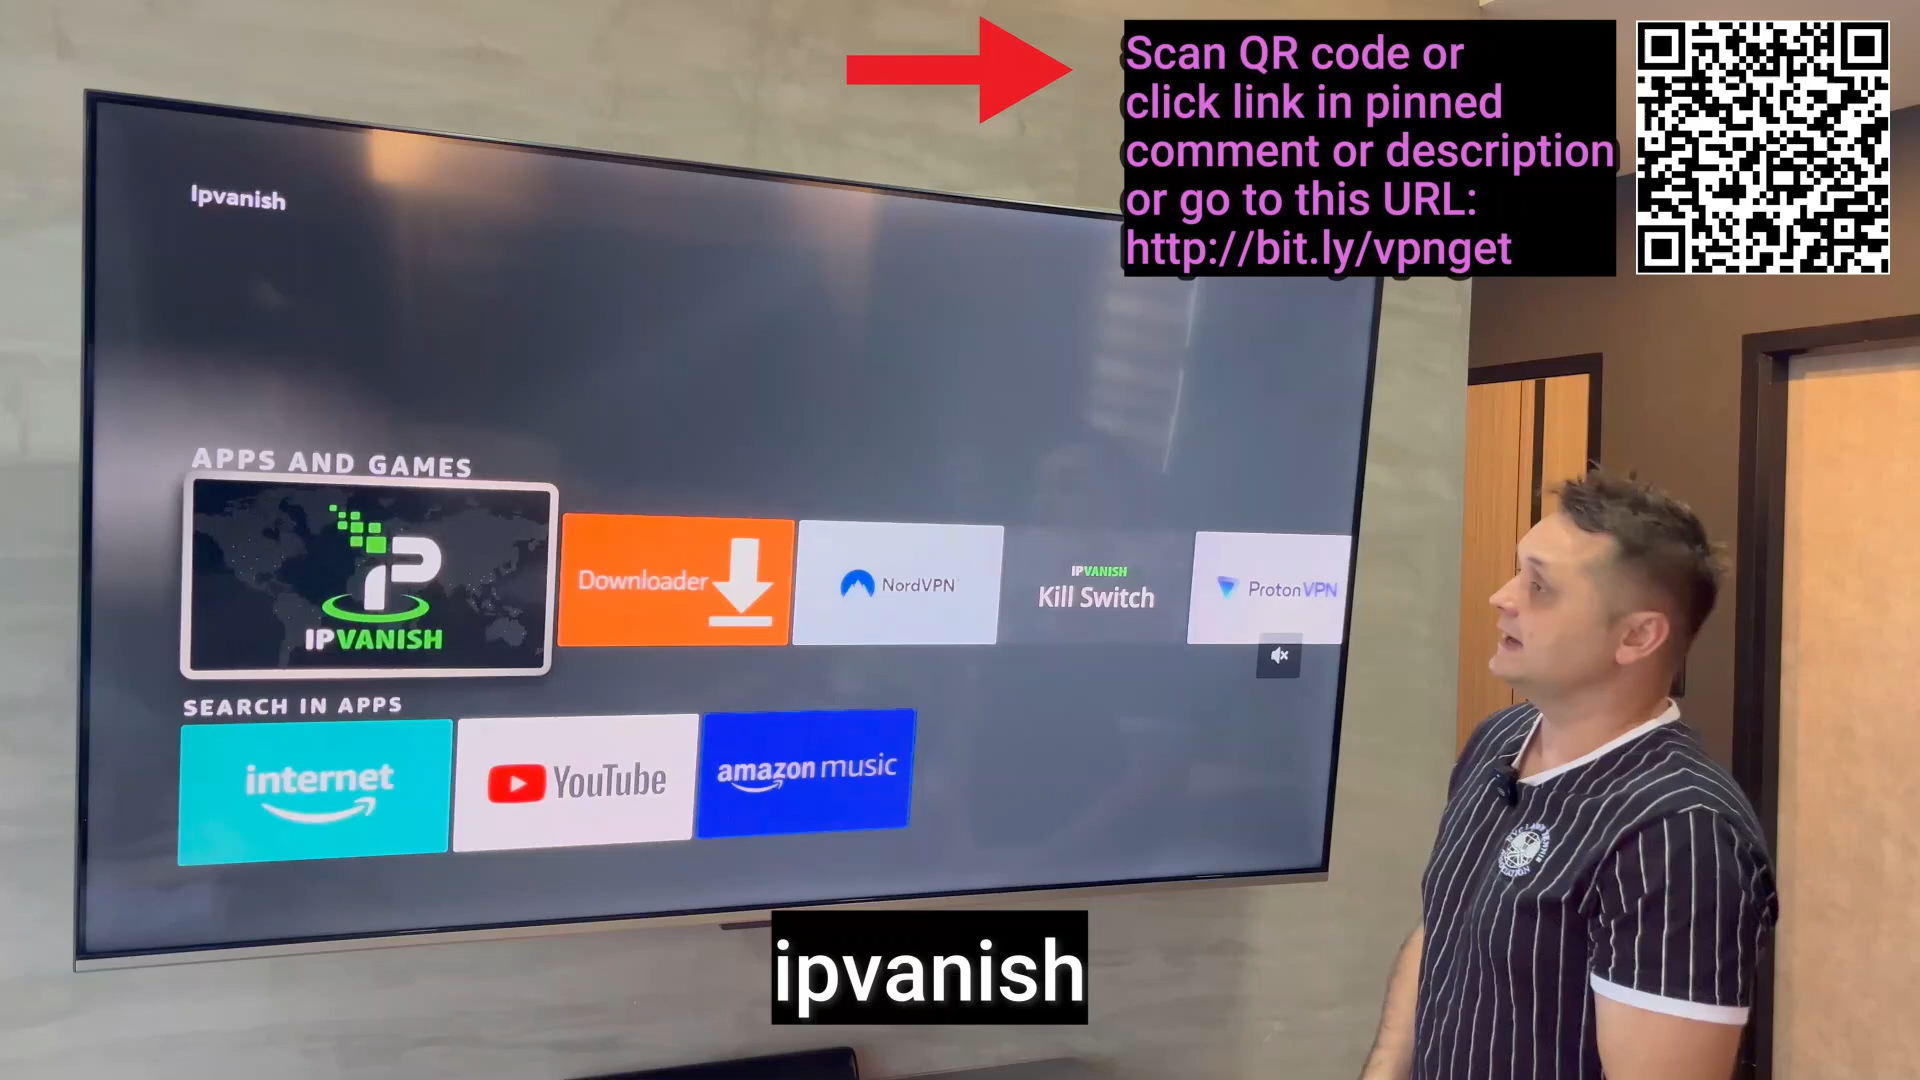 Scan QR code or
click link in pinned
comment or description
or go to this URL:
http://bit.ly/vpnget
Ipvanish
APPS AND GAMES
IPVANISH
Downloader
NordVPN
IPVANISH
Kill Switch
ProtonVPN
SEARCH IN APPS
internet
YouTube
amazon music
ipvanish